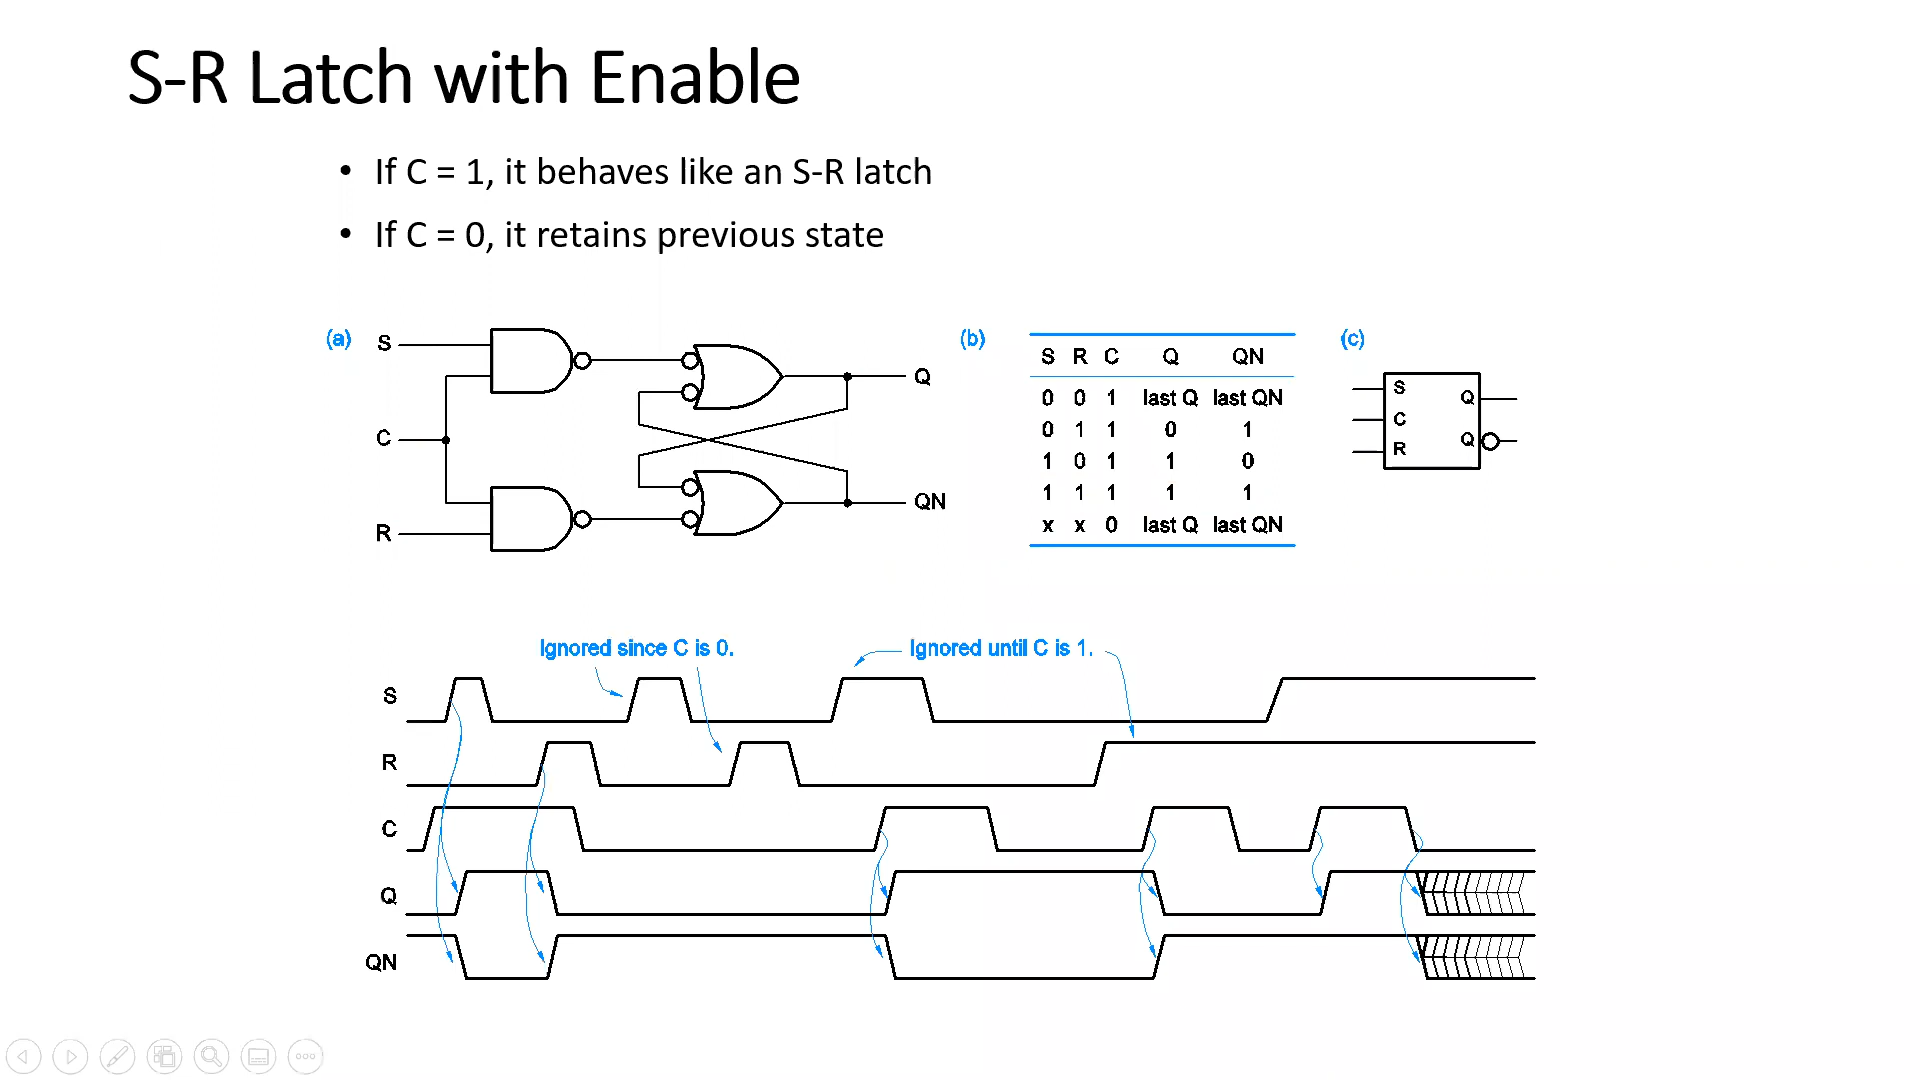 S-R Latch with Enable
• If C = 1, it behaves like an S-R latch
• If C = 0, it retains previous state
(a)
S
C
R
Q
QN
(b)
S R C Q QN
0 0 1 last Q last QN
0 1 1 0 1
1 0 1 1 0
1 1 1 1 1
x x 0 last Q last QN
(c)
S
C
R
Q
Q
Ignored since C is 0.
Ignored until C is 1.
S
R
C
Q
QN